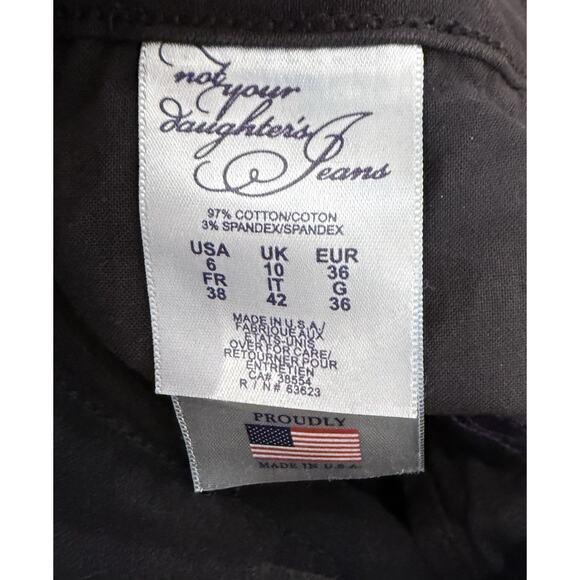 not your
daughter's
Jeans
97% COTTON/COTON
3% SPANDEX/SPANDEX
USA UK EUR
6 10 36
FR IT G
38 42 36
MADE IN U.S.A./
FABRIQUE AUX
ETATS-UNIS
OVER FOR CARE/
RETOURNER POUR
ENTRETIEN
CA# 38554
R / N# 63623
PROUDLY
MADE IN U.S.A.